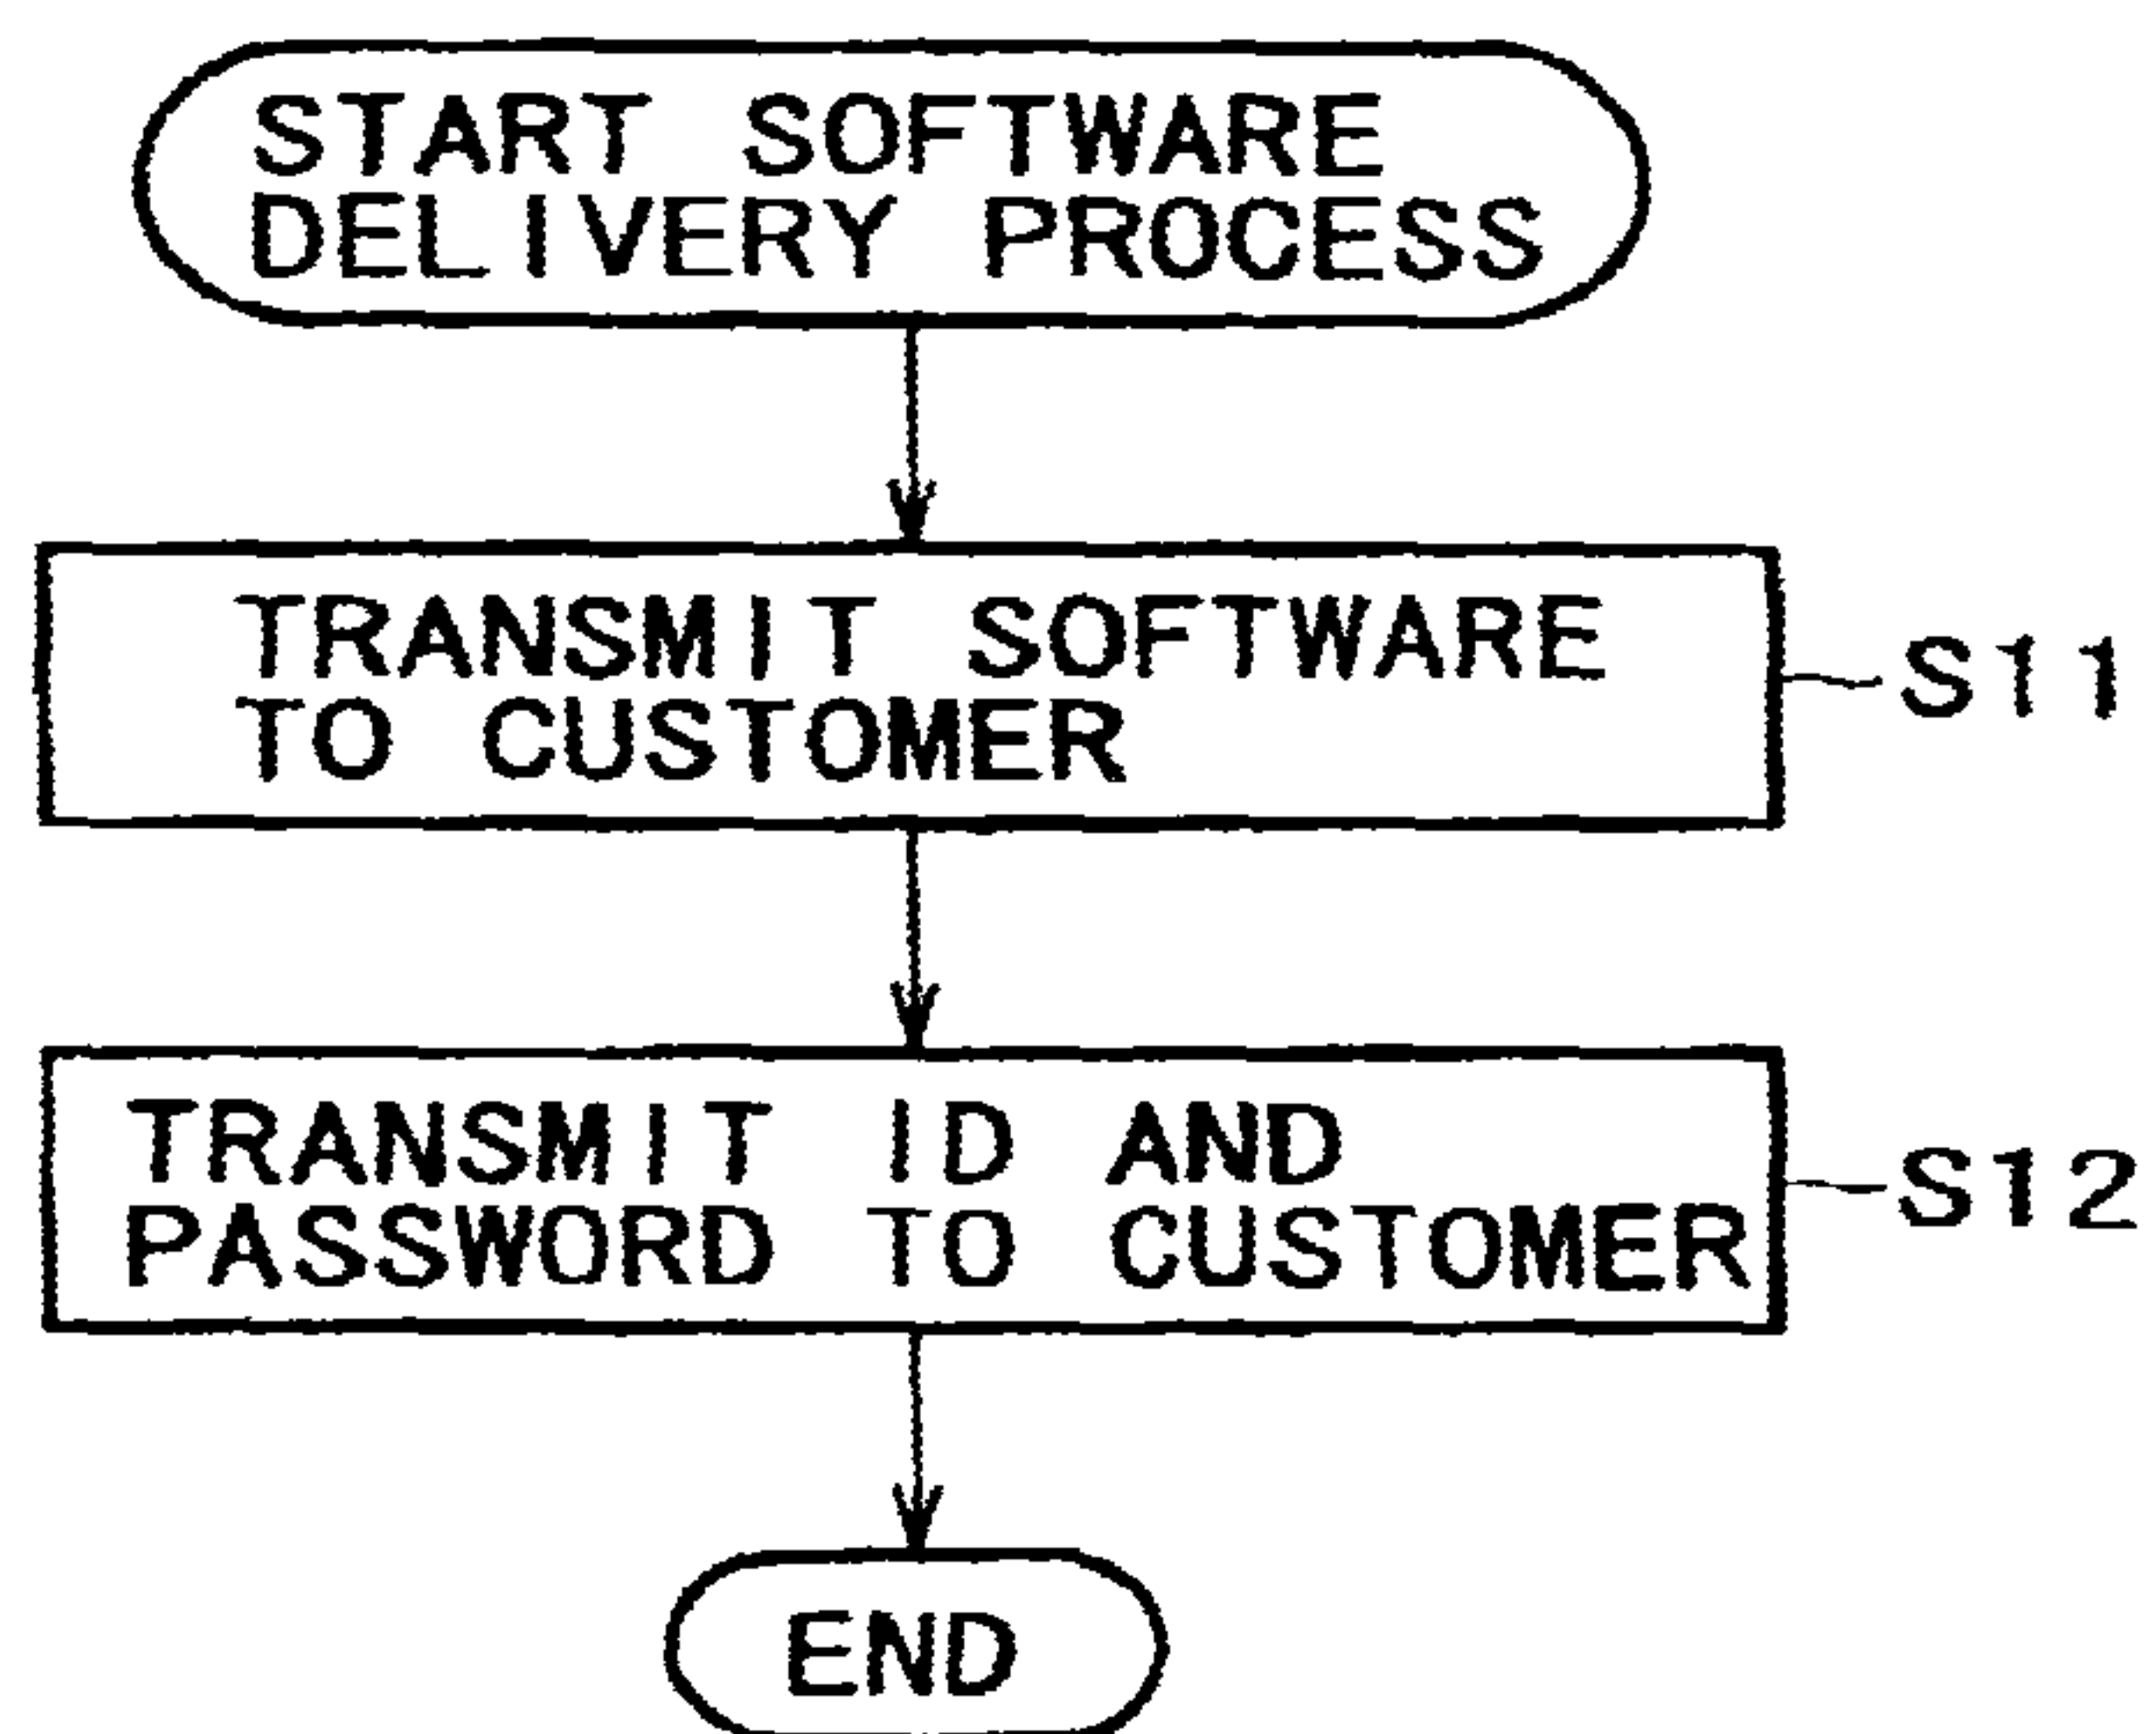 START SOFTWARE
DELIVERY PROCESS
TRANSMIT SOFTWARE
TO CUSTOMER
S11
TRANSMIT ID AND
PASSWORD TO CUSTOMER
S12
END